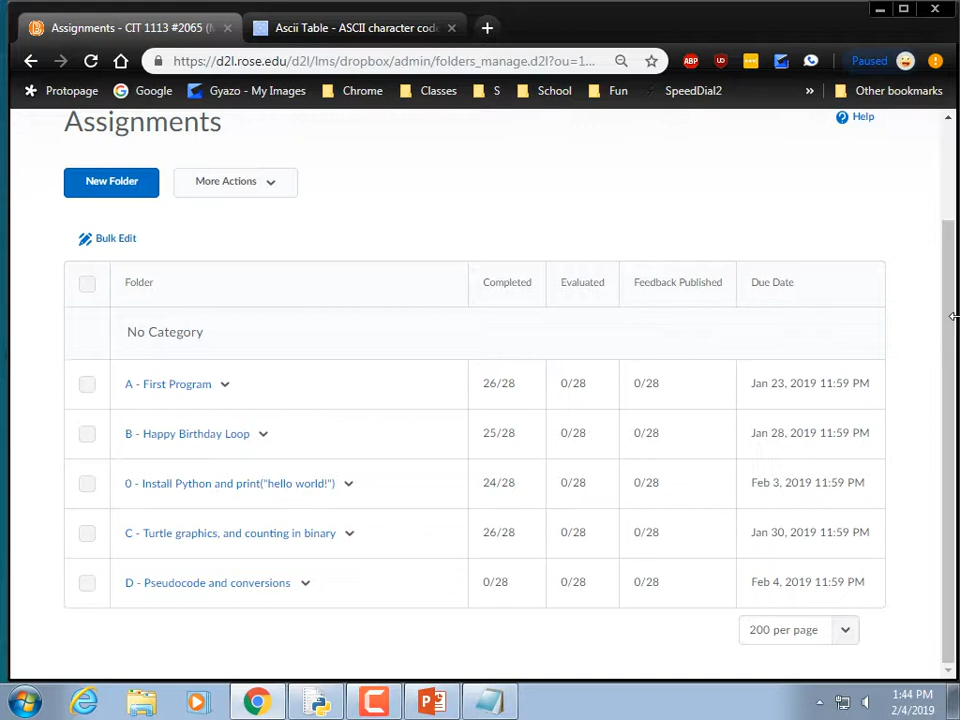 Assignments - CIT 1113 #2065 (
Ascii Table - ASCII character code
https://d2l.rose.edu/d2l/lms/dropbox/admin/folders_manage.d2l?ou=1...
ABP
UD
Paused
Protopage
Google
Gyazo - My Images
Chrome
Classes
S
School
Fun
SpeedDial2
»
Other bookmarks
Assignments
Help
New Folder
More Actions
Bulk Edit
Folder Completed Evaluated Feedback Published Due Date
No Category
A - First Program 26/28 0/28 0/28 Jan 23, 2019 11:59 PM
B - Happy Birthday Loop 25/28 0/28 0/28 Jan 28, 2019 11:59 PM
0 - Install Python and print("hello world!") 24/28 0/28 0/28 Feb 3, 2019 11:59 PM
C - Turtle graphics, and counting in binary 26/28 0/28 0/28 Jan 30, 2019 11:59 PM
D - Pseudocode and conversions 0/28 0/28 0/28 Feb 4, 2019 11:59 PM
200 per page
1:44 PM
2/4/2019